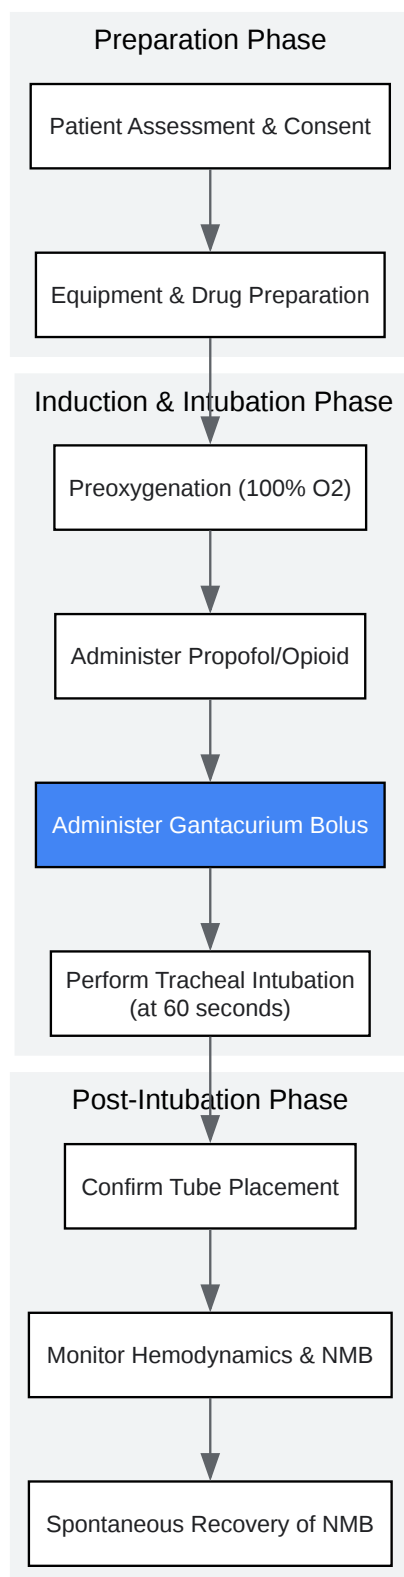 Preparation Phase
Patient Assessment & Consent
Equipment & Drug Preparation
Induction & Intubation Phase
Preoxygenation (100% O2)
Administer Propofol/Opioid
Administer Gantacurium Bolus
Perform Tracheal Intubation
(at 60 seconds)
Post-Intubation Phase
Confirm Tube Placement
Monitor Hemodynamics & NMB
Spontaneous Recovery of NMB